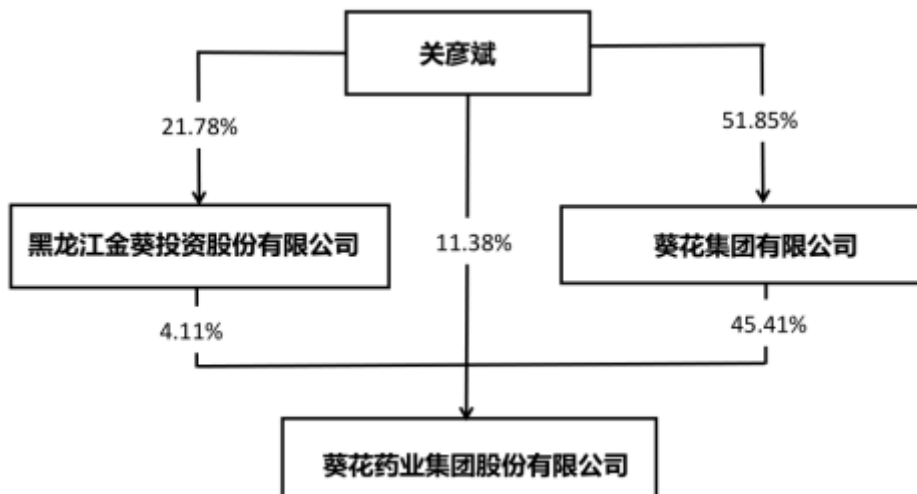 关彦斌
21.78%
51.85%
黑龙江金葵投资股份有限公司
11.38%
葵花集团有限公司
4.11%
45.41%
葵花药业集团股份有限公司